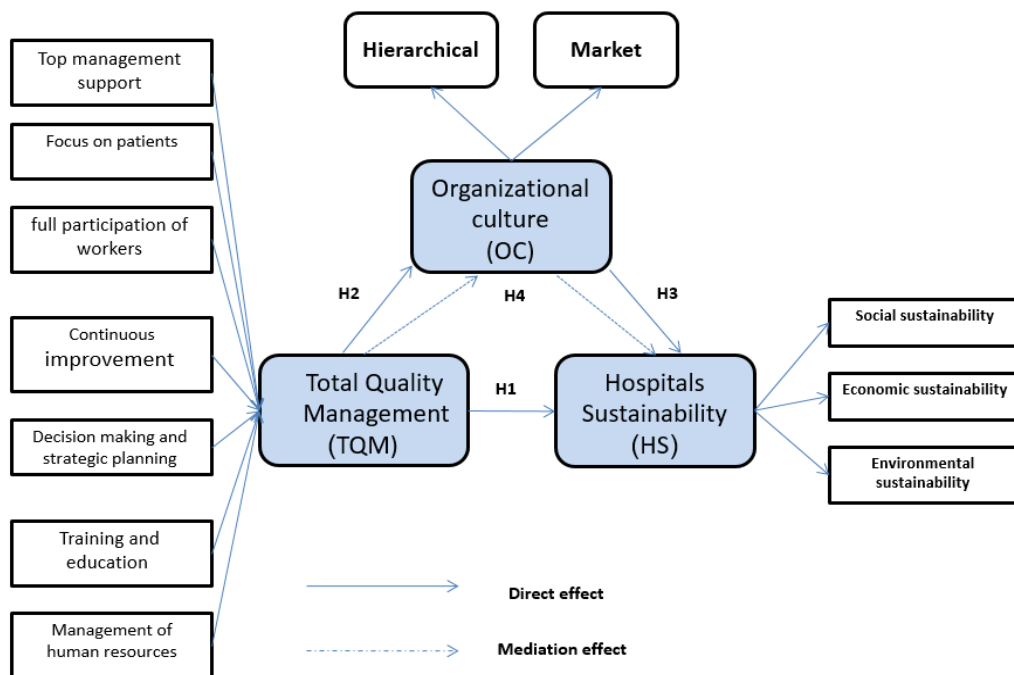 Hierarchical
Market
Top management
support
Focus on patients
full participation of
workers
Continuous
improvement
Decision making and
strategic planning
Training and
education
Management of
human resources
Organizational
culture
(OC)
H2
H4
H3
Total Quality
Management
(TQM)
H1
Hospitals
Sustainability
(HS)
Social sustainability
Economic sustainability
Environmental
sustainability
Direct effect
Mediation effect